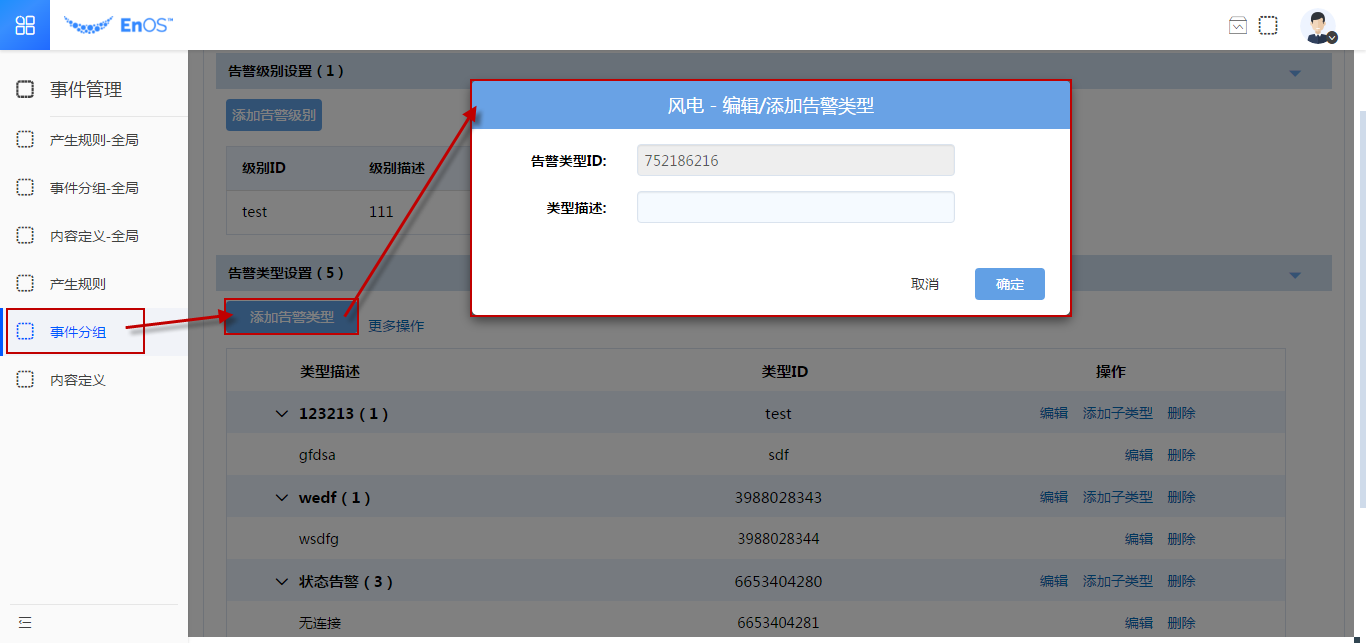 EnOS™
事件管理
产生规则-全局
事件分组-全局
内容定义-全局
产生规则
事件分组
内容定义
告警级别设置 ( 1 )
添加告警级别
级别ID 级别描述
test 111
告警类型设置 ( 5 )
添加告警类型 更多操作
类型描述 类型ID 操作
123213 ( 1 ) test 编辑 添加子类型 删除
gfdsa sdf 编辑 删除
wedf ( 1 ) 3988028343 编辑 添加子类型 删除
wsdfg 3988028344 编辑 删除
状态告警 ( 3 ) 6653404280 编辑 添加子类型 删除
无连接 6653404281 编辑 删除
风电 - 编辑/添加告警类型
告警类型ID: 752186216
类型描述:
取消 确定